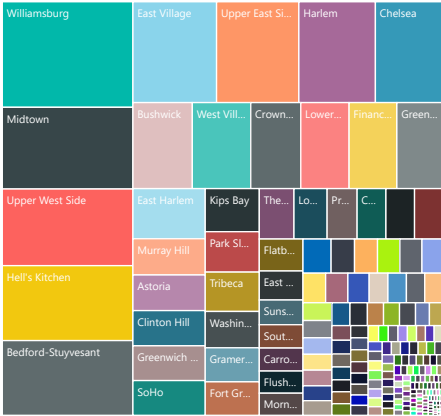 Williamsburg
East Village
Upper East Si...
Harlem
Chelsea
Midtown
Bushwick
West Vill...
Crown...
Lower...
Financ...
Green...
Upper West Side
East Harlem
Kips Bay
The...
Lo...
Pr...
C...
Murray Hill
Park Sl...
Flatb...
Hell's Kitchen
Astoria
Tribeca
East ...
Clinton Hill
Washin...
Suns...
Sout...
Bedford-Stuyvesant
Greenwich ...
Gramer...
Carro...
Flush...
SoHo
Fort Gr...
Morn...